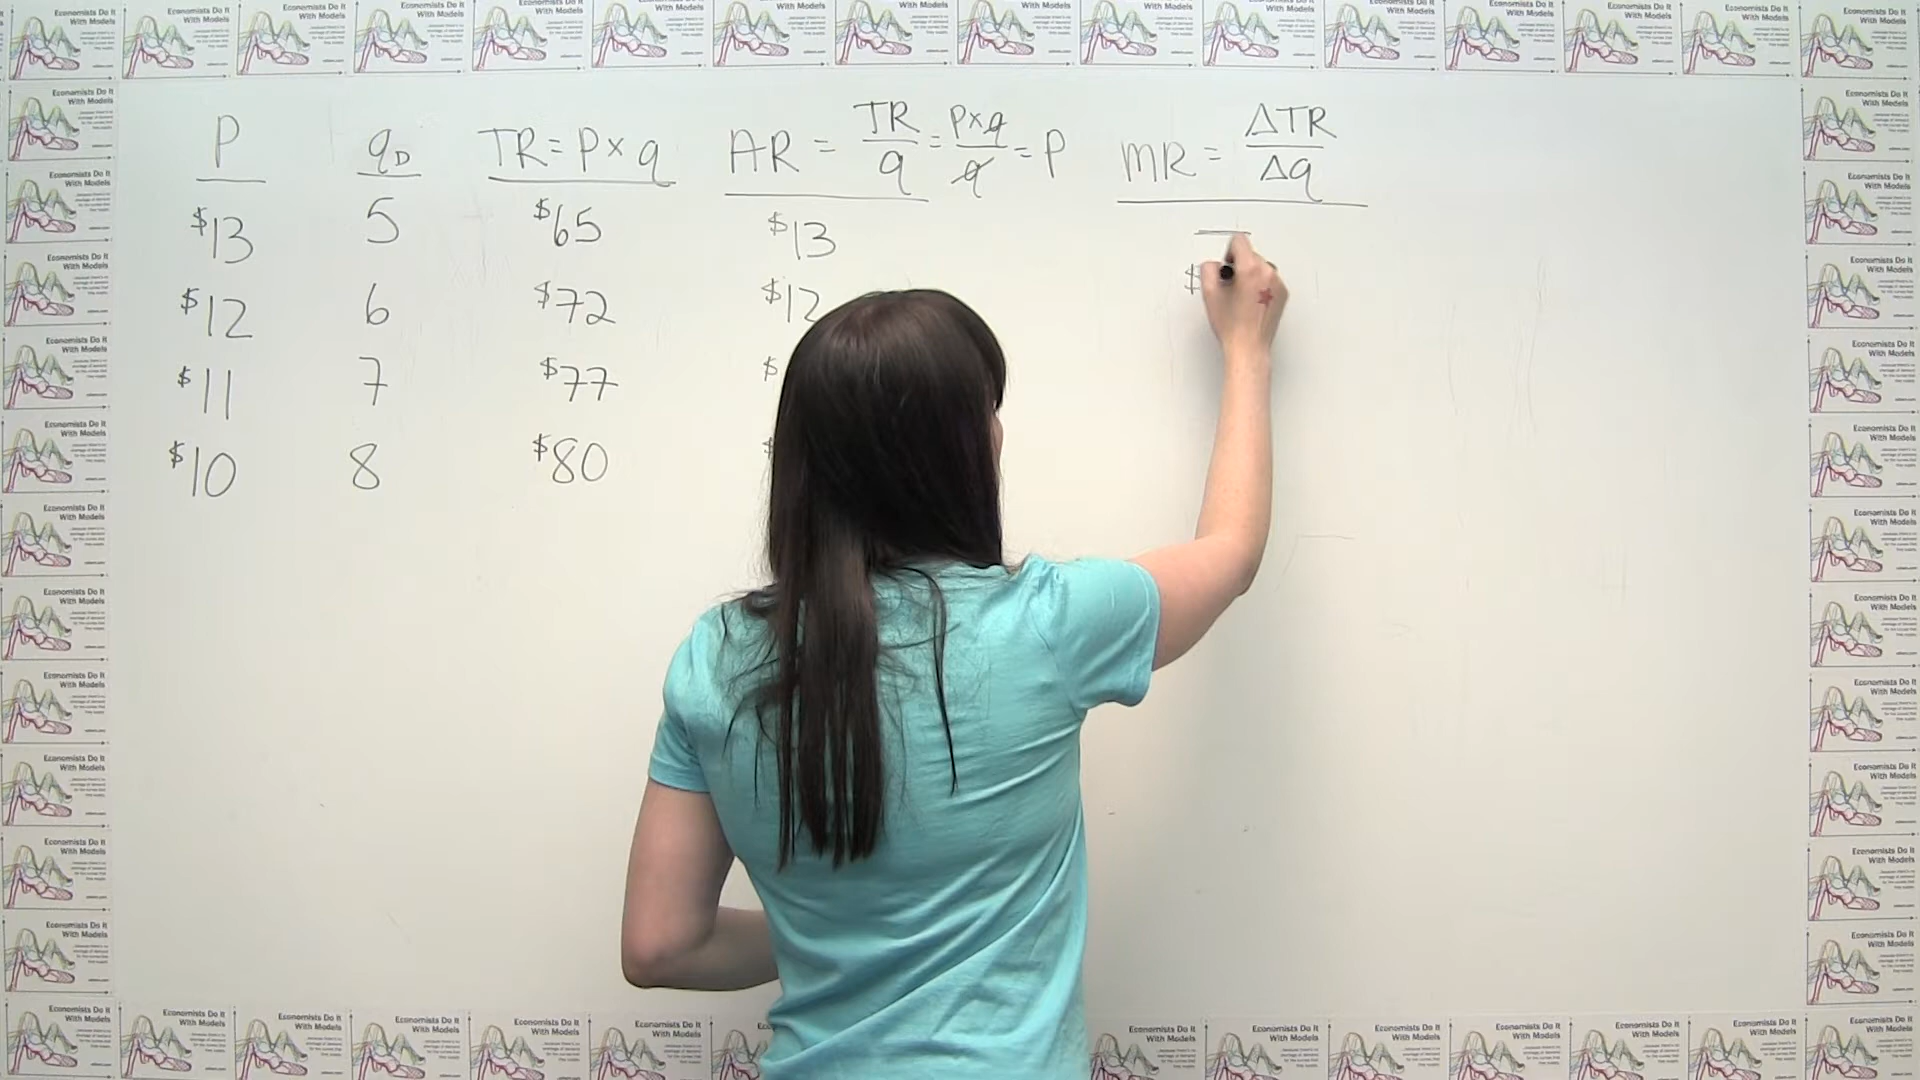 P q_D TR = P x q AR = TR/q = P x q/q = P MR = ΔTR/Δq
$13 5 $65 $13 —
$12 6 $72 $12 $
$11 7 $77 $
$10 8 $80 $
Economists Do It
With Models